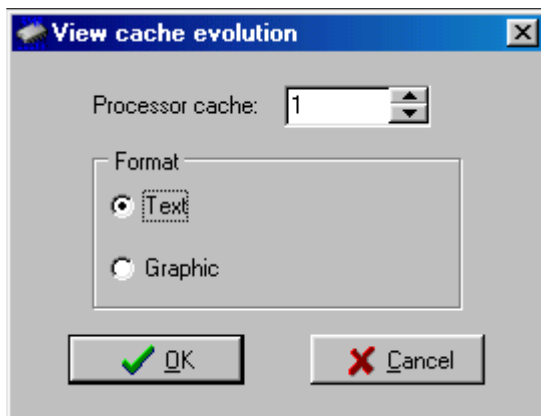 View cache evolution
Processor cache: 1
Format
Text
Graphic
OK Cancel